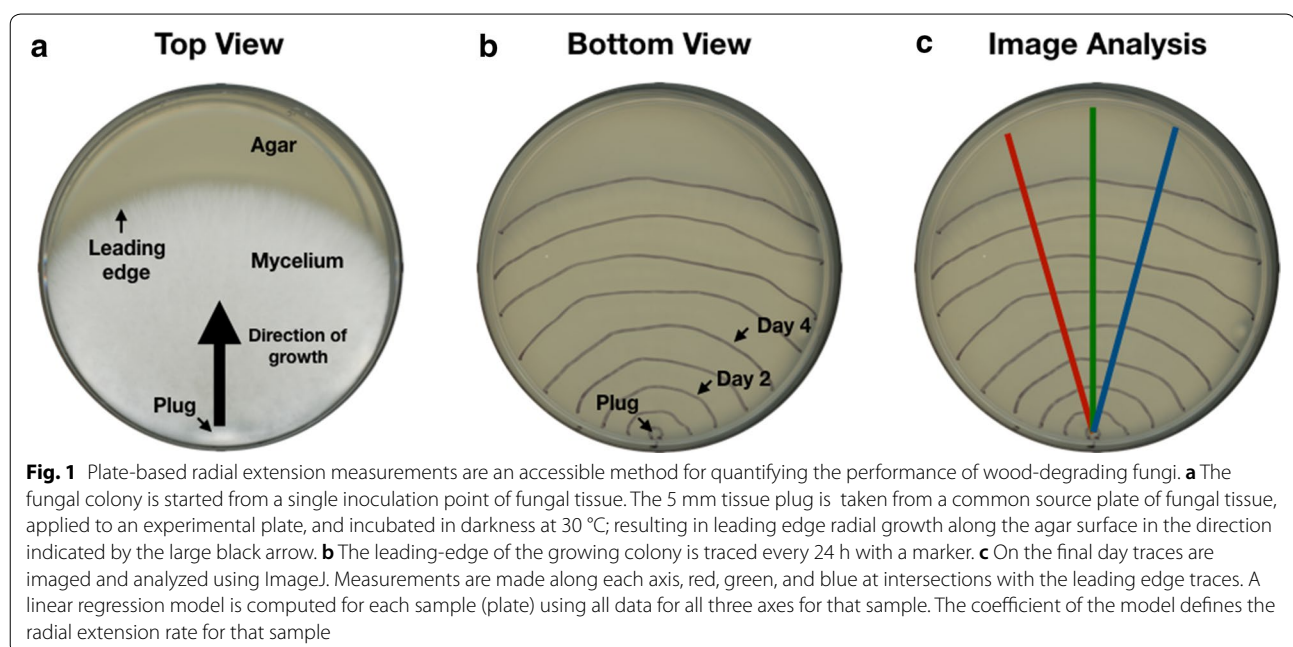 a Top View
b Bottom View
c Image Analysis
Agar
Leading
edge
Mycelium
Direction of
growth
Plug
Day 4
Day 2
Plug
Fig. 1 Plate-based radial extension measurements are an accessible method for quantifying the performance of wood-degrading fungi. a The
fungal colony is started from a single inoculation point of fungal tissue. The 5 mm tissue plug is taken from a common source plate of fungal tissue,
applied to an experimental plate, and incubated in darkness at 30 °C; resulting in leading edge radial growth along the agar surface in the direction
indicated by the large black arrow. b The leading-edge of the growing colony is traced every 24 h with a marker. c On the final day traces are
imaged and analyzed using ImageJ. Measurements are made along each axis, red, green, and blue at intersections with the leading edge traces. A
linear regression model is computed for each sample (plate) using all data for all three axes for that sample. The coefficient of the model defines the
radial extension rate for that sample